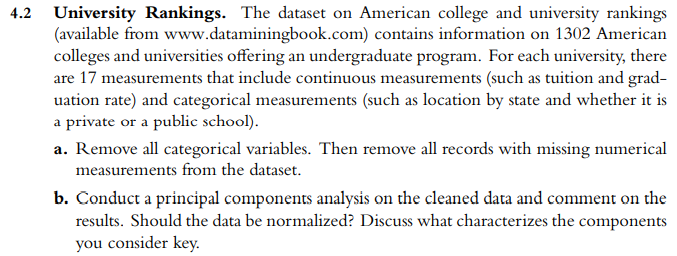 4.2 University Rankings. The dataset on American college and university rankings
(available from www.dataminingbook.com) contains information on 1302 American
colleges and universities offering an undergraduate program. For each university, there
are 17 measurements that include continuous measurements (such as tuition and grad-
uation rate) and categorical measurements (such as location by state and whether it is
a private or a public school).
a. Remove all categorical variables. Then remove all records with missing numerical
measurements from the dataset.
b. Conduct a principal components analysis on the cleaned data and comment on the
results. Should the data be normalized? Discuss what characterizes the components
you consider key.